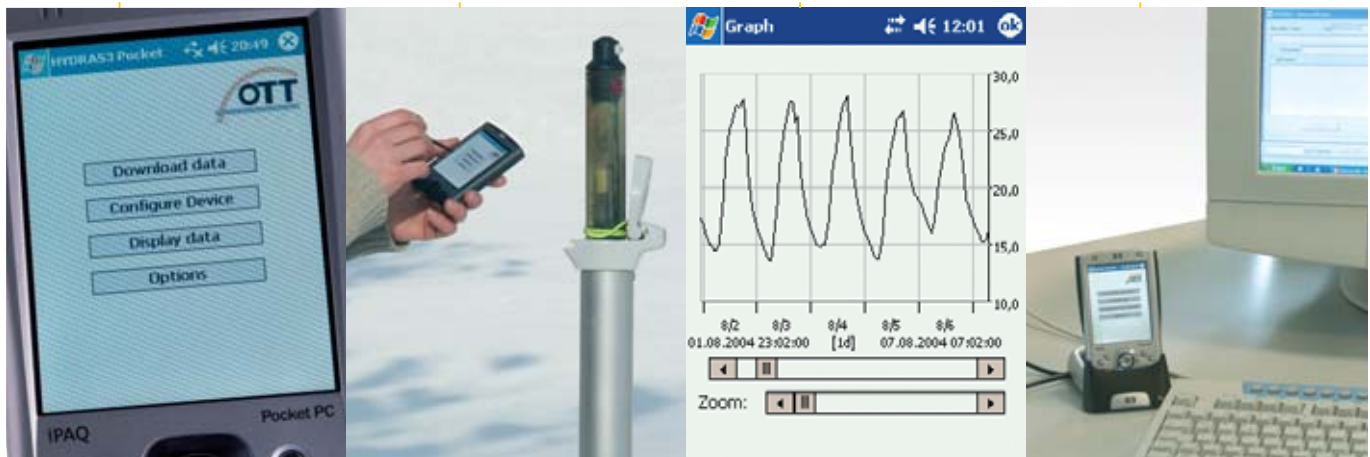 HYDRAS3 Pocket 20:49
OTT
Download data
Configure Device
Display data
Options
iPAQ Pocket PC
Graph 12:01 ok
30,0
25,0
20,0
15,0
10,0
8/2 8/3 8/4 8/5 8/6
01.08.2004 23:02:00 [1d] 07.08.2004 07:02:00
Zoom:
OTT